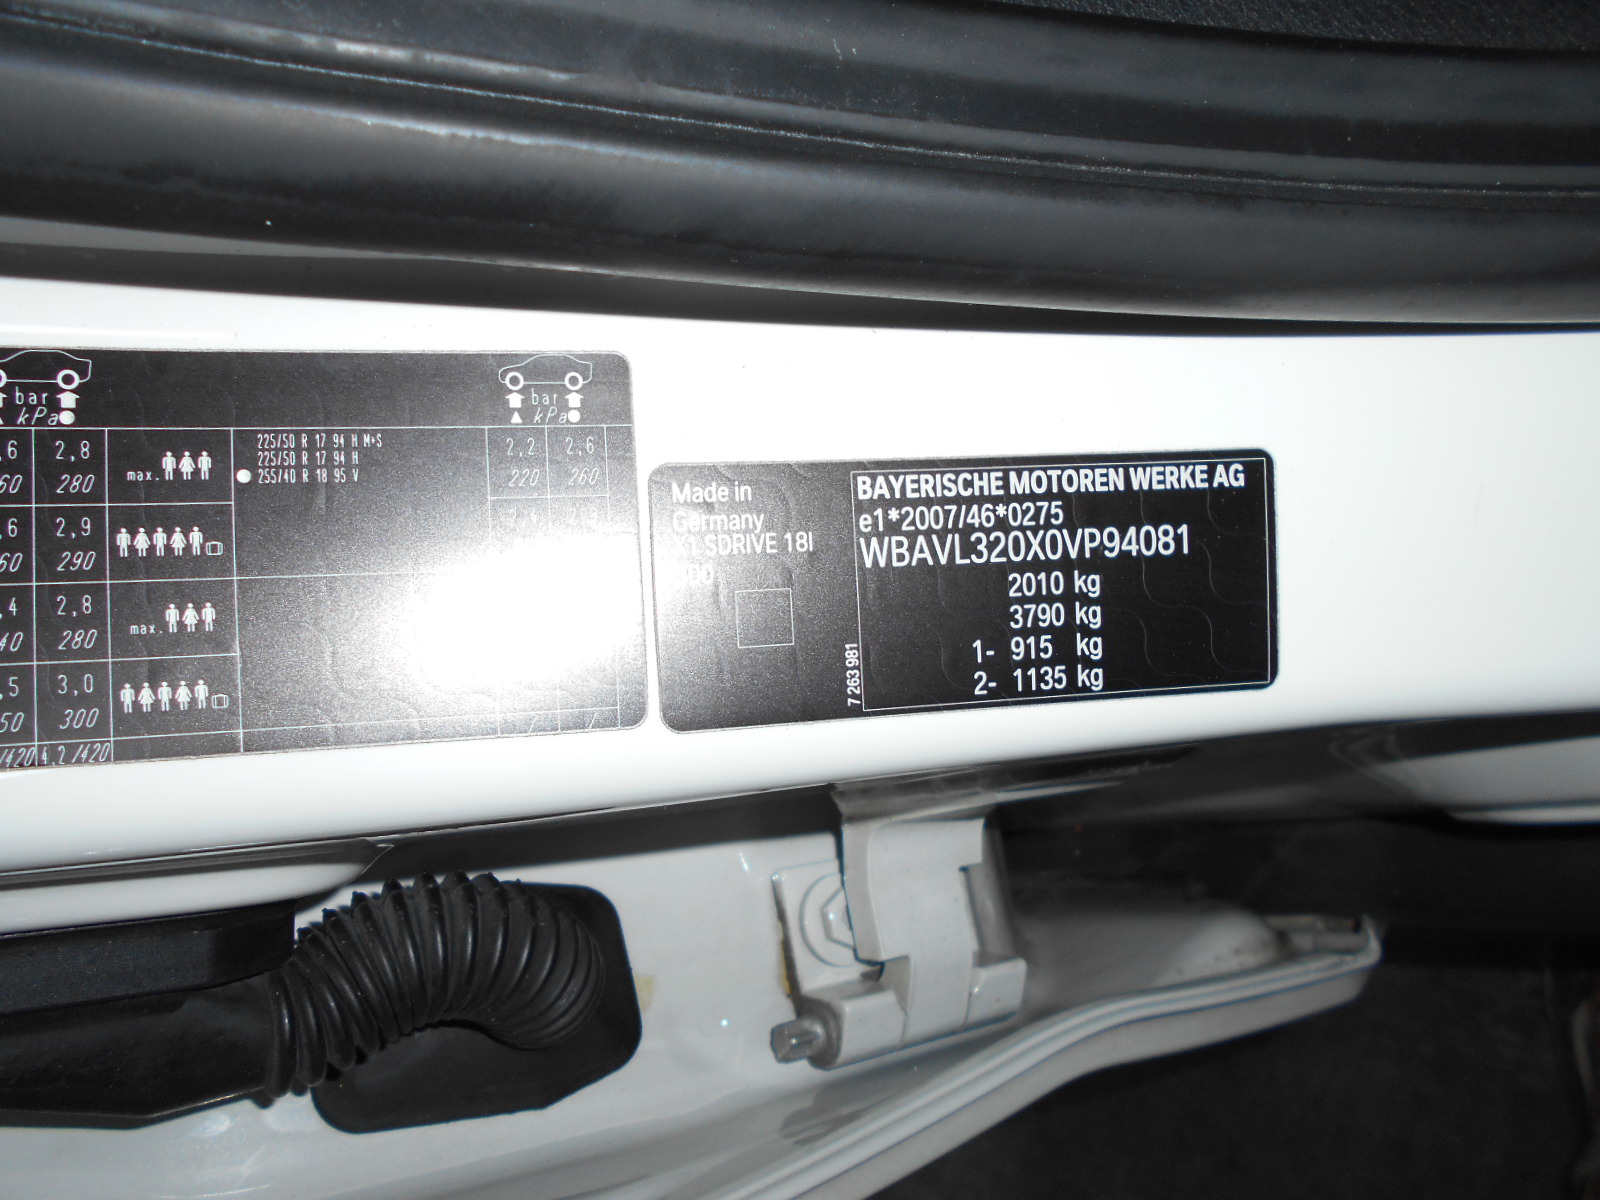 bar
kPa
bar
kPa
225/50 R 17 94 H M+S
225/50 R 17 94 H
255/40 R 18 95 V
2,8
280
max.
2,2
220
2,6
260
2,9
290
2,8
280
max.
3,0
300
4.2/420
Made in
Germany
X1 SDRIVE 18I
7 263 981
BAYERISCHE MOTOREN WERKE AG
e1*2007/46*0275
WBAVL320X0VP94081
2010 kg
3790 kg
1- 915 kg
2- 1135 kg